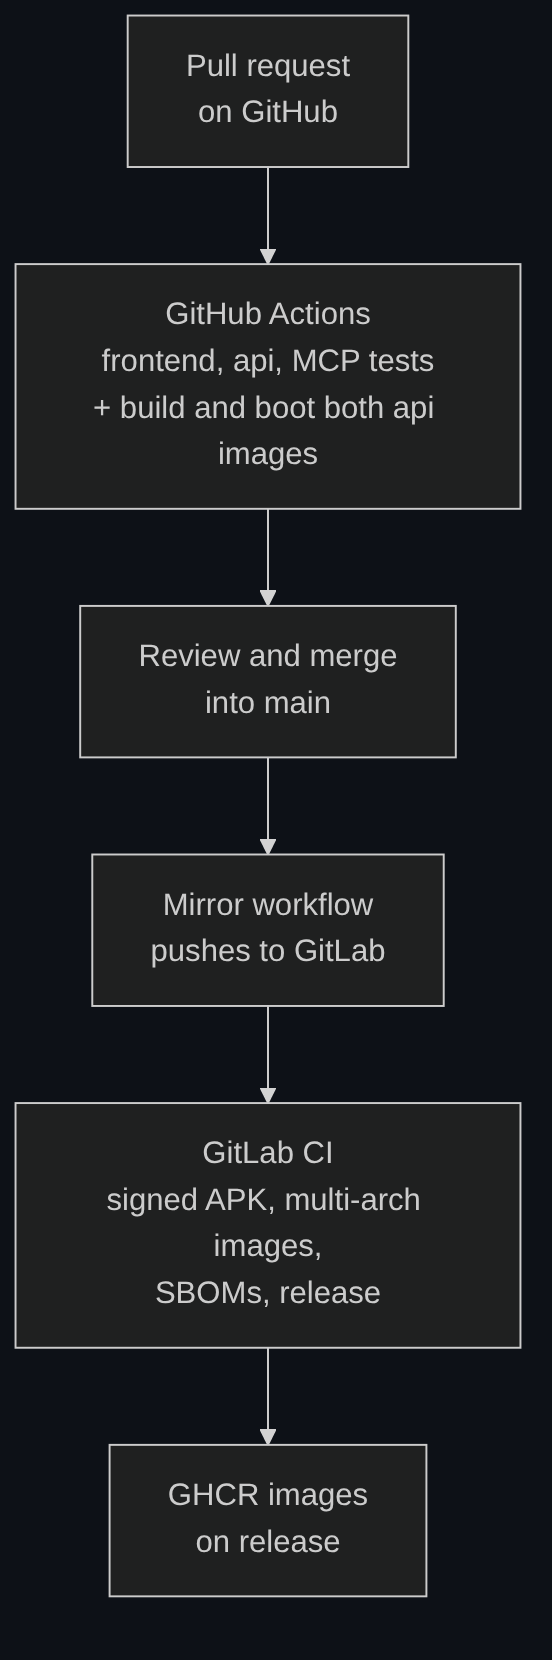 Pull request
on GitHub
GitHub Actions
frontend, api, MCP tests
+ build and boot both api
images
Review and merge
into main
Mirror workflow
pushes to GitLab
GitLab CI
signed APK, multi-arch
images,
SBOMs, release
GHCR images
on release